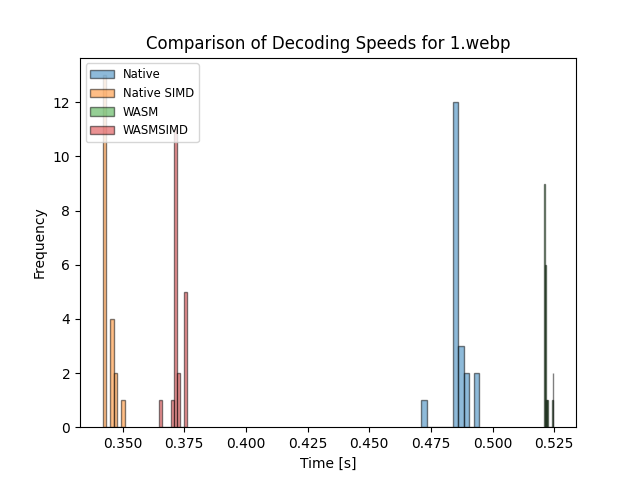 Comparison of Decoding Speeds for 1.webp
Native
Native SIMD
WASM
WASMSIMD
12
10
8
6
4
2
0
Frequency
0.350 0.375 0.400 0.425 0.450 0.475 0.500 0.525
Time [s]